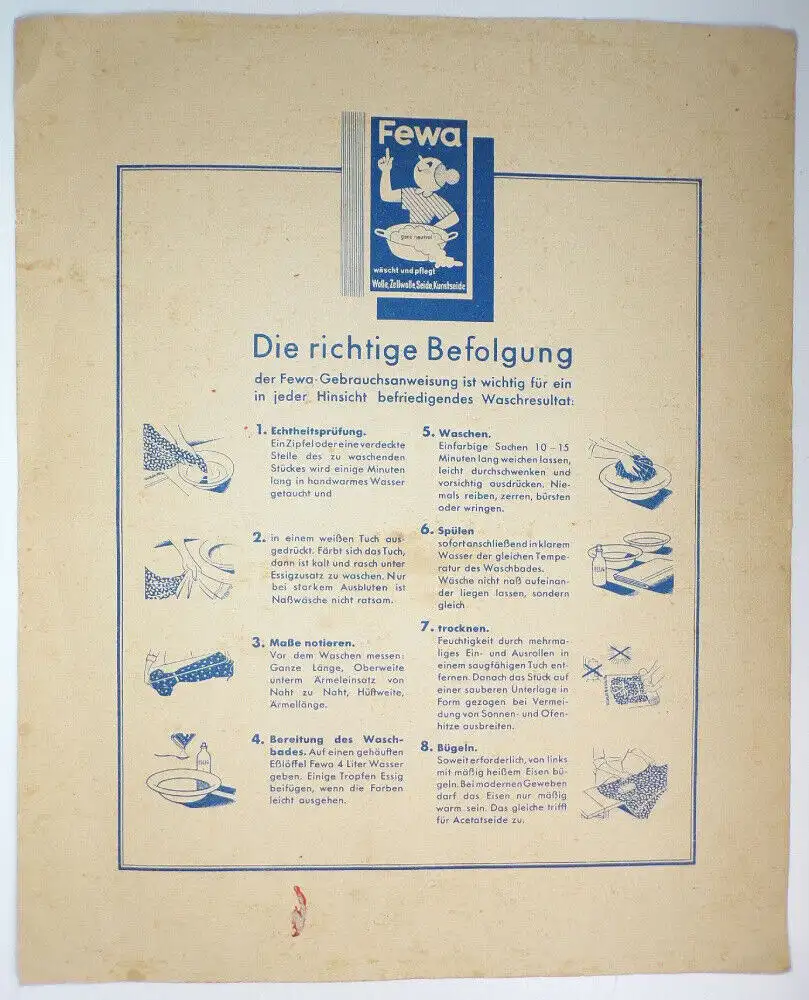 Fewa
ganz neutral
wäscht und pflegt
Wolle, Zellwolle, Seide, Kunstseide
Die richtige Befolgung
der Fewa-Gebrauchsanweisung ist wichtig für ein
in jeder Hinsicht befriedigendes Waschresultat:
1. Echtheitsprüfung.
Ein Zipfel oder eine verdeckte
Stelle des zu waschenden
Stückes wird einige Minuten
lang in handwarmes Wasser
getaucht und
2. in einem weißen Tuch aus-
gedrückt. Färbt sich das Tuch,
dann ist kalt und rasch unter
Essigzusatz zu waschen. Nur
bei starkem Ausbluten ist
Naßwäsche nicht ratsam.
3. Maße notieren.
Vor dem Waschen messen:
Ganze Länge, Oberweite
unterm Ärmeleinsatz von
Naht zu Naht, Hüftweite,
Ärmellänge.
4. Bereitung des Wasch-
bades. Auf einen gehäuften
Eßlöffel Fewa 4 Liter Wasser
geben. Einige Tropfen Essig
beifügen, wenn die Farben
leicht ausgehen.
5. Waschen.
Einfarbige Sachen 10–15
Minuten lang weichen lassen,
leicht durchschwenken und
vorsichtig ausdrücken. Nie-
mals reiben, zerren, bürsten
oder wringen.
6. Spülen
sofort anschließend in klarem
Wasser der gleichen Tempe-
ratur des Waschbades.
Wäsche nicht naß aufeinan-
der liegen lassen, sondern
gleich
7. trocknen.
Feuchtigkeit durch mehrma-
liges Ein- und Ausrollen in
einem saugfähigen Tuch ent-
fernen. Danach das Stück auf
einer sauberen Unterlage in
Form gezogen bei Vermei-
dung von Sonnen- und Ofen-
hitze ausbreiten.
8. Bügeln.
Soweit erforderlich, von links
mit mäßig heißem Eisen bü-
geln. Bei modernen Geweben
darf das Eisen nur mäßig
warm sein. Das gleiche trifft
für Acetatseide zu.